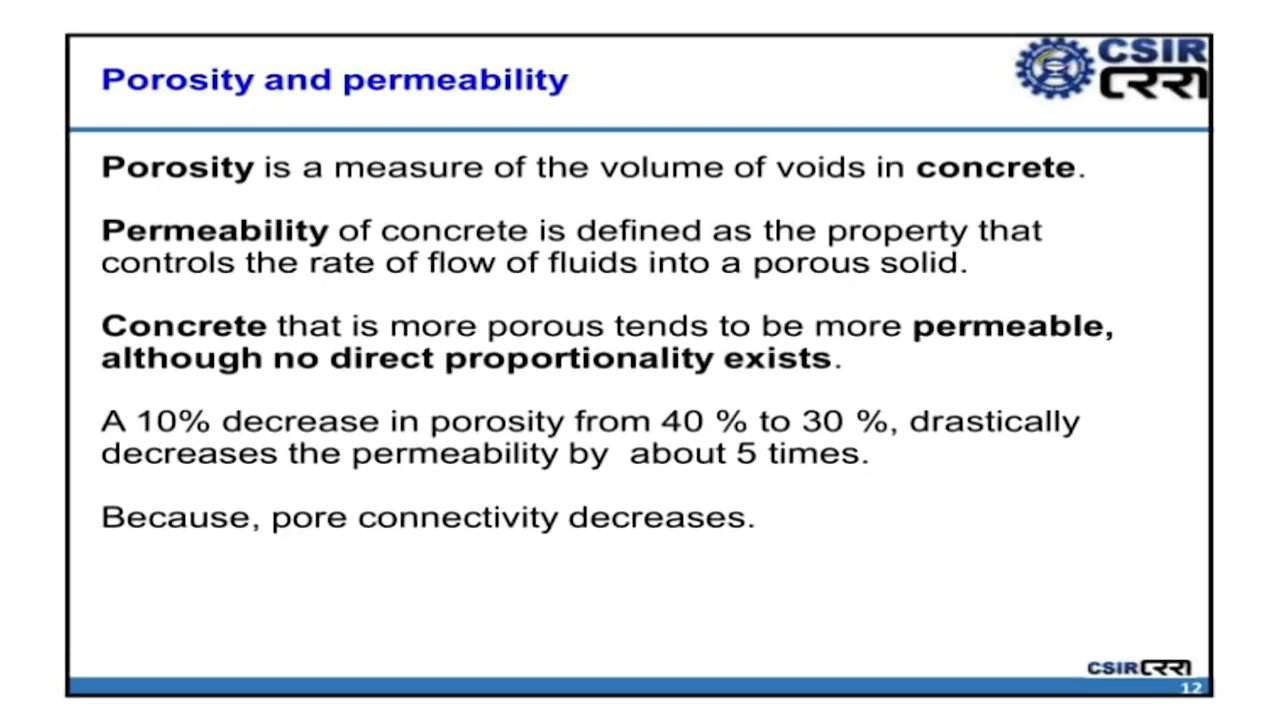 Porosity and permeability
CSIR
Porosity is a measure of the volume of voids in concrete.
Permeability of concrete is defined as the property that
controls the rate of flow of fluids into a porous solid.
Concrete that is more porous tends to be more permeable,
although no direct proportionality exists.
A 10% decrease in porosity from 40 % to 30 %, drastically
decreases the permeability by about 5 times.
Because, pore connectivity decreases.
CSIR
12